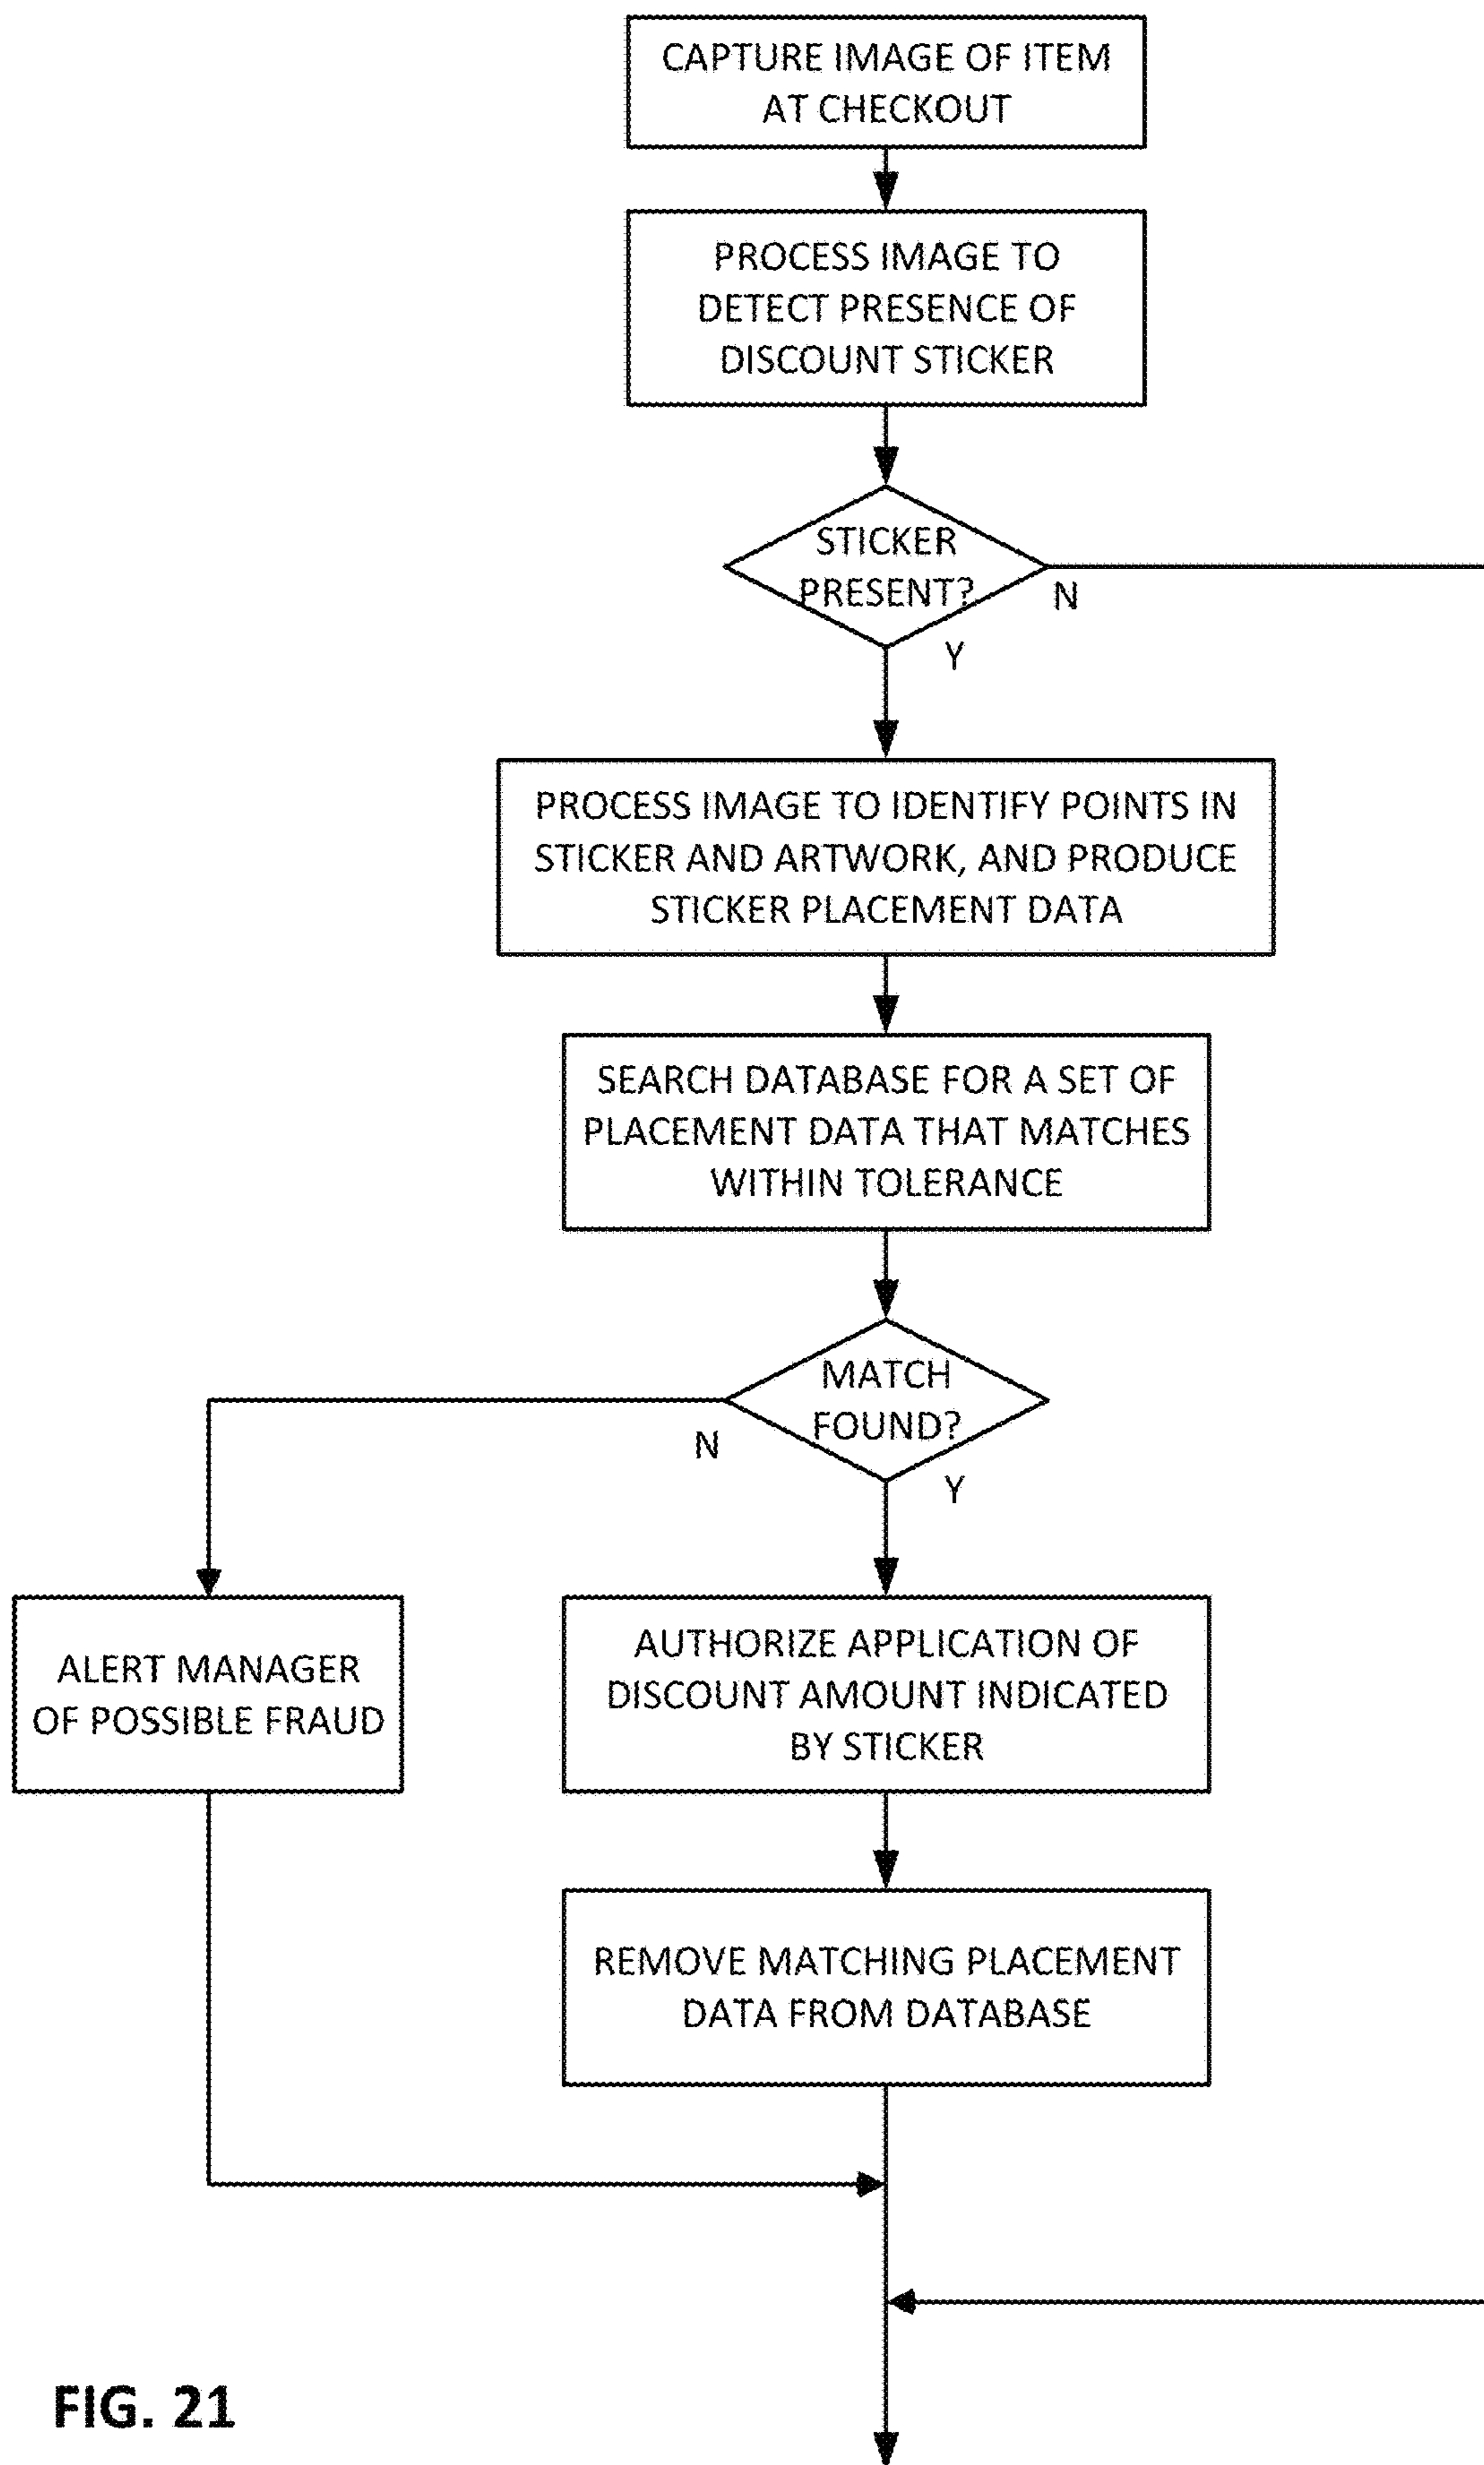 CAPTURE IMAGE OF ITEM
AT CHECKOUT
PROCESS IMAGE TO
DETECT PRESENCE OF
DISCOUNT STICKER
STICKER
PRESENT?
N
Y
PROCESS IMAGE TO IDENTIFY POINTS IN
STICKER AND ARTWORK, AND PRODUCE
STICKER PLACEMENT DATA
SEARCH DATABASE FOR A SET OF
PLACEMENT DATA THAT MATCHES
WITHIN TOLERANCE
MATCH
FOUND?
N
Y
ALERT MANAGER
OF POSSIBLE FRAUD
AUTHORIZE APPLICATION OF
DISCOUNT AMOUNT INDICATED
BY STICKER
REMOVE MATCHING PLACEMENT
DATA FROM DATABASE
FIG. 21